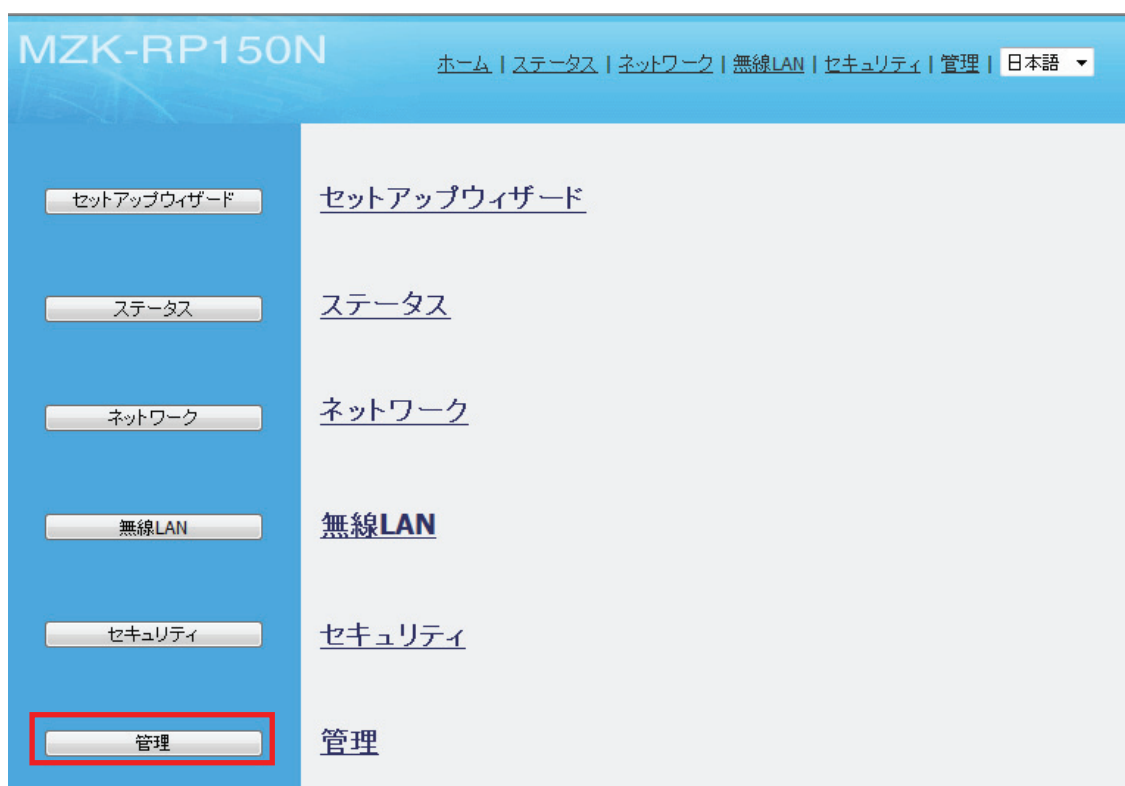 MZK-RP150N
ホーム | ステータス | ネットワーク | 無線LAN | セキュリティ | 管理 | 日本語
セットアップウィザード セットアップウィザード
ステータス ステータス
ネットワーク ネットワーク
無線LAN 無線LAN
セキュリティ セキュリティ
管理 管理